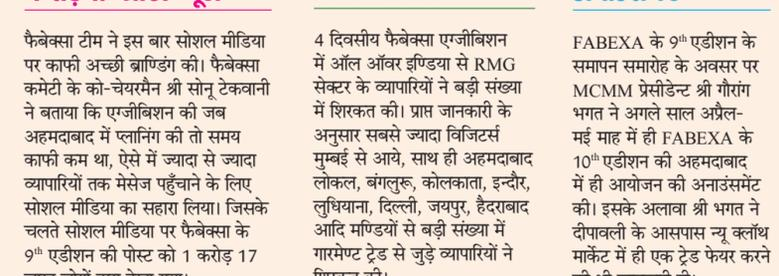 फैबेक्सा टीम ने इस बार सोशल मीडिया
पर काफी अच्छी ब्राण्डिंग की। फैबेक्सा
कमेटी के को-चेयरमैन श्री सोनू टेकवानी
ने बताया कि एग्जीबिशन की जब
अहमदाबाद में प्लानिंग की तो समय
काफी कम था, ऐसे में ज्यादा से ज्यादा
व्यापारियों तक मेसेज पहुँचाने के लिए
सोशल मीडिया का सहारा लिया। जिसके
चलते सोशल मीडिया पर फैबेक्सा के
9th एडीशन की पोस्ट को 1 करोड़ 17
4 दिवसीय फैबेक्सा एग्जीबिशन
में ऑल ऑवर इण्डिया से RMG
सेक्टर के व्यापारियों ने बड़ी संख्या
में शिरकत की। प्राप्त जानकारी के
अनुसार सबसे ज्यादा विजिटर्स
मुम्बई से आये, साथ ही अहमदाबाद
लोकल, बंगलुरू, कोलकाता, इन्दौर,
लुधियाना, दिल्ली, जयपुर, हैदराबाद
आदि मण्डियों से बड़ी संख्या में
गारमेण्ट ट्रेड से जुड़े व्यापारियों ने
FABEXA के 9th एडीशन के
समापन समारोह के अवसर पर
MCMM प्रेसीडेन्ट श्री गौरांग
भगत ने अगले साल अप्रैल-
मई माह में ही FABEXA के
10th एडीशन की अहमदाबाद
में ही आयोजन की अनाउंसमेंट
की। इसके अलावा श्री भगत ने
दीपावली के आसपास न्यू क्लॉथ
मार्केट में ही एक ट्रेड फेयर करने